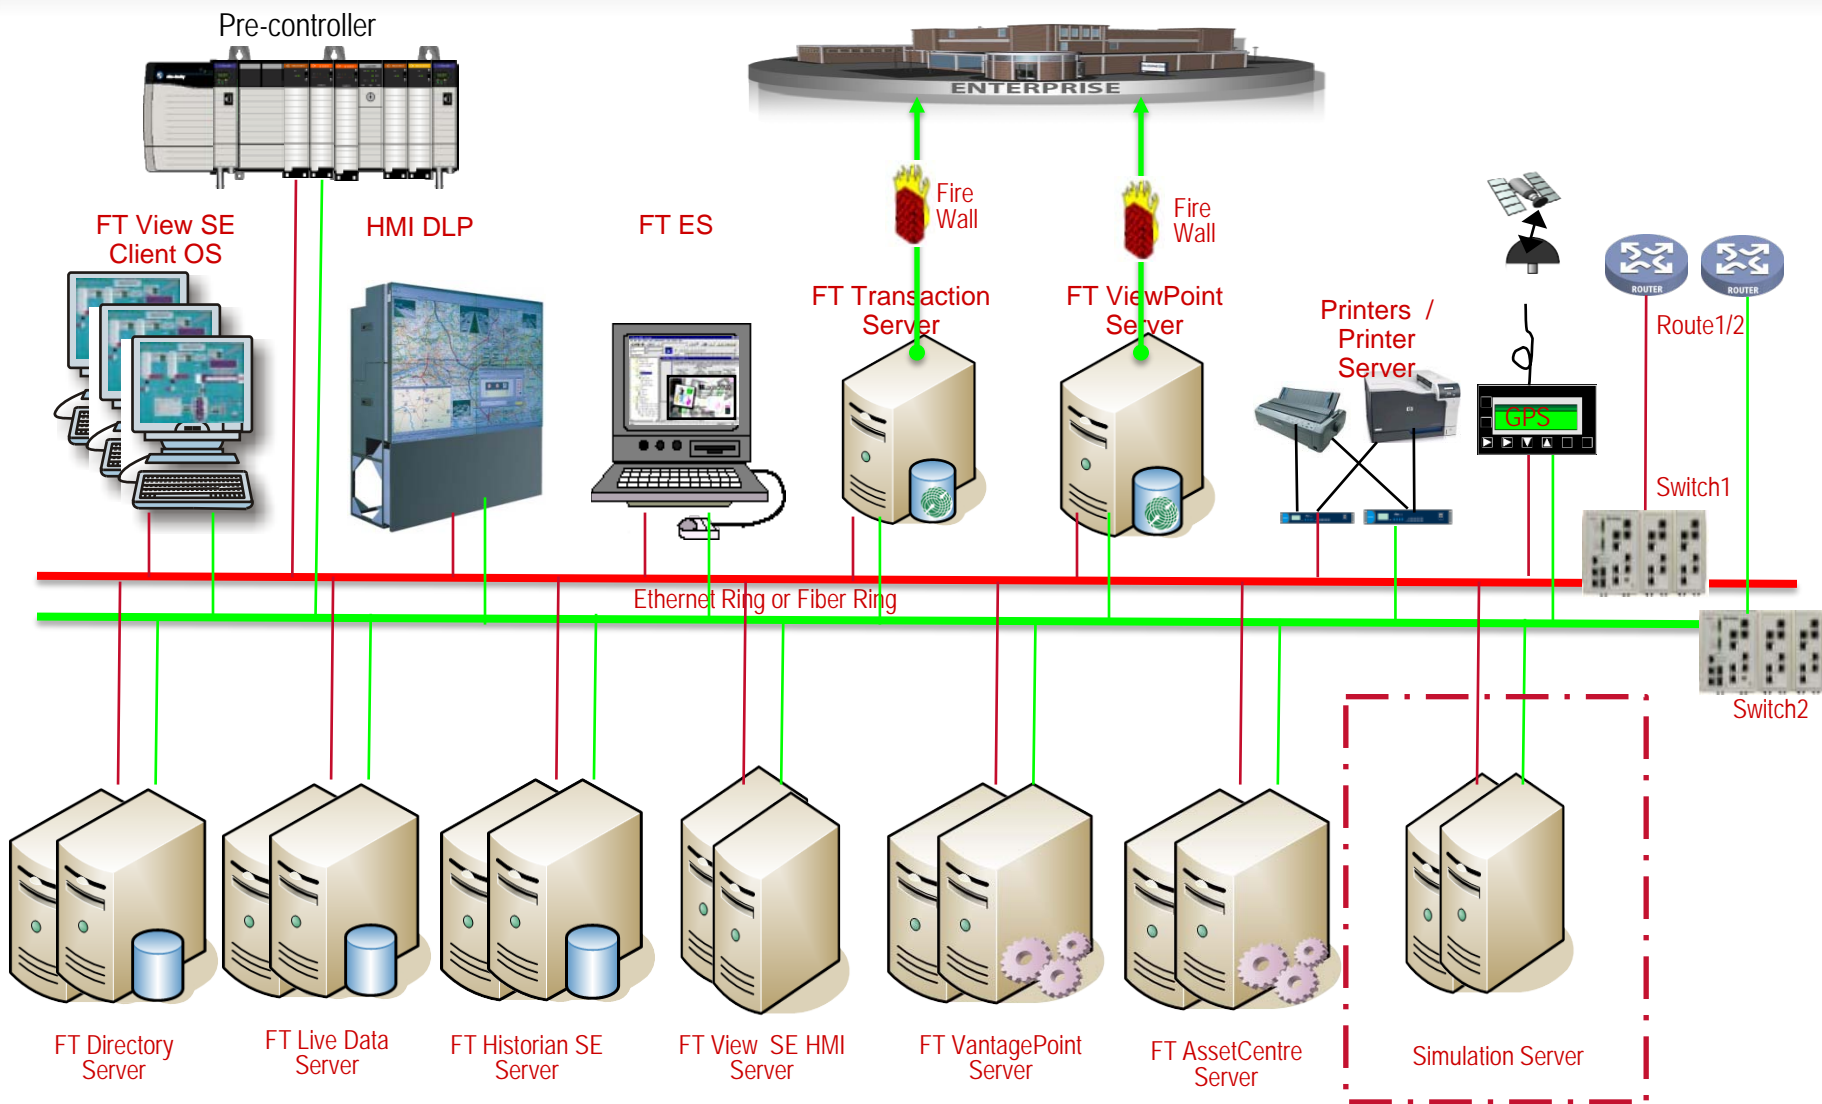 Pre-controller
ENTERPRISE
Fire
Wall
Fire
Wall
FT View SE
Client OS
HMI DLP
FT ES
FT Transaction
Server
FT ViewPoint
Server
Printers /
Printer
Server
GPS
ROUTER
ROUTER
Route1/2
Switch1
Ethernet Ring or Fiber Ring
Switch2
FT Directory
Server
FT Live Data
Server
FT Historian SE
Server
FT View SE HMI
Server
FT VantagePoint
Server
FT AssetCentre
Server
Simulation Server